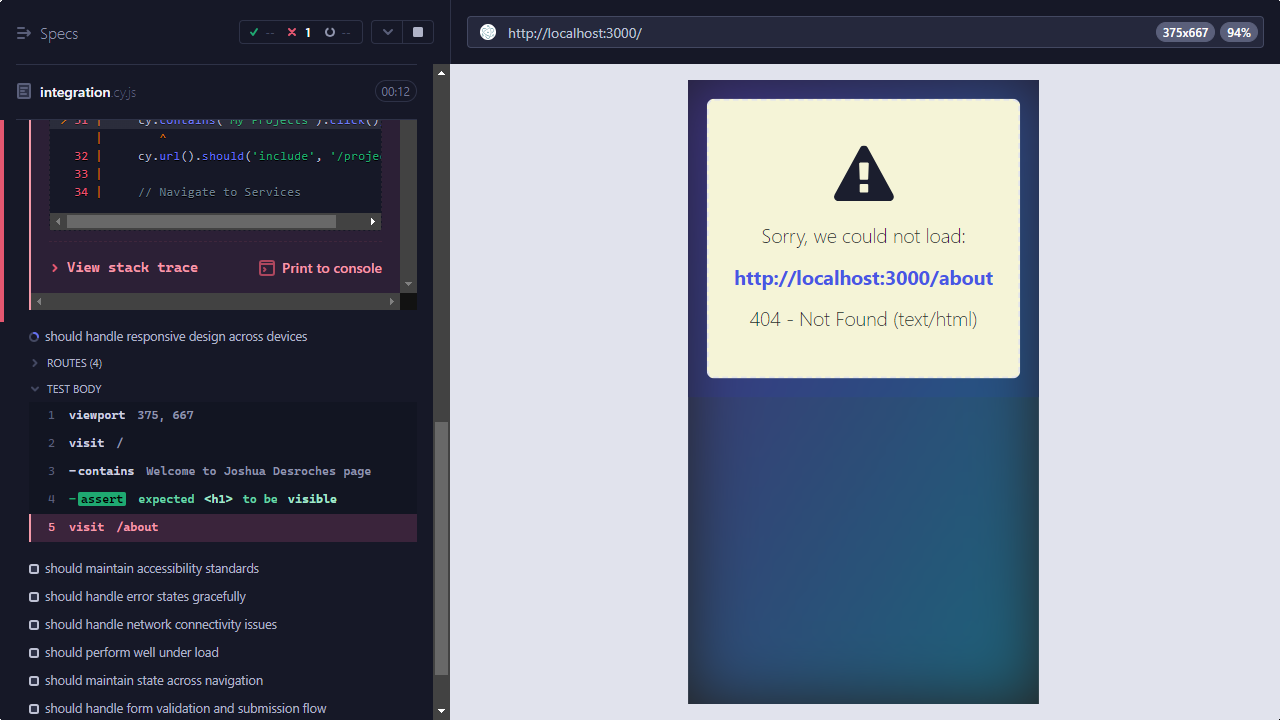 Specs
-- 1 --
integration.cy.js
00:12
31 | cy.contains('My Projects').click()
| ^
32 | cy.url().should('include', '/proje
33 |
34 | // Navigate to Services
View stack trace
Print to console
should handle responsive design across devices
ROUTES (4)
TEST BODY
1 viewport 375, 667
2 visit /
3 -contains Welcome to Joshua Desroches page
4 -assert expected <h1> to be visible
5 visit /about
should maintain accessibility standards
should handle error states gracefully
should handle network connectivity issues
should perform well under load
should maintain state across navigation
should handle form validation and submission flow
http://localhost:3000/
375x667
94%
Sorry, we could not load:
http://localhost:3000/about
404 - Not Found (text/html)